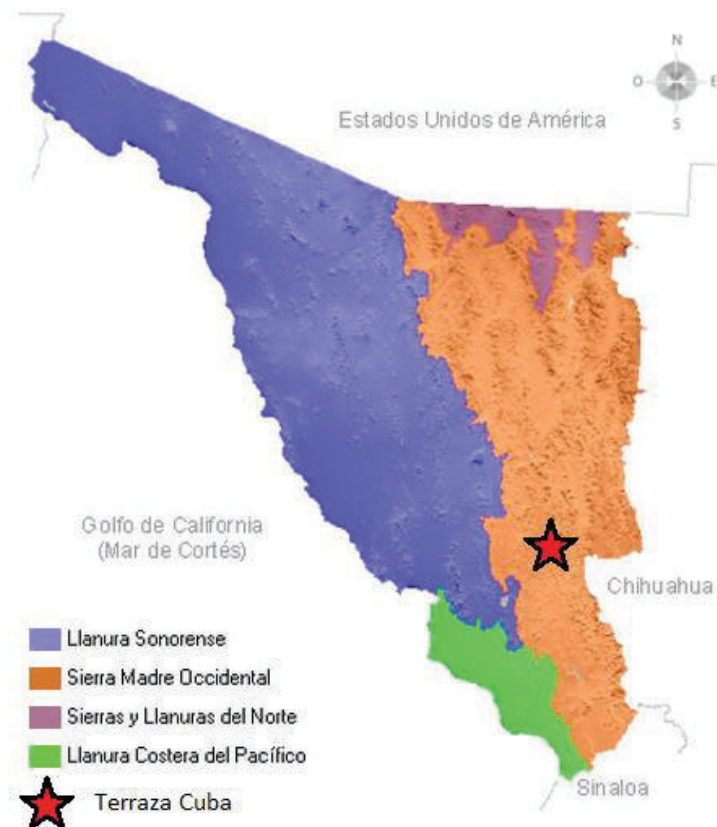 N
O
E
S
Estados Unidos de América
Golfo de California
(Mar de Cortés)
Chihuahua
Llanura Sonorense
Sierra Madre Occidental
Sierras y Llanuras del Norte
Llanura Costera del Pacífico
Sinaloa
Terraza Cuba